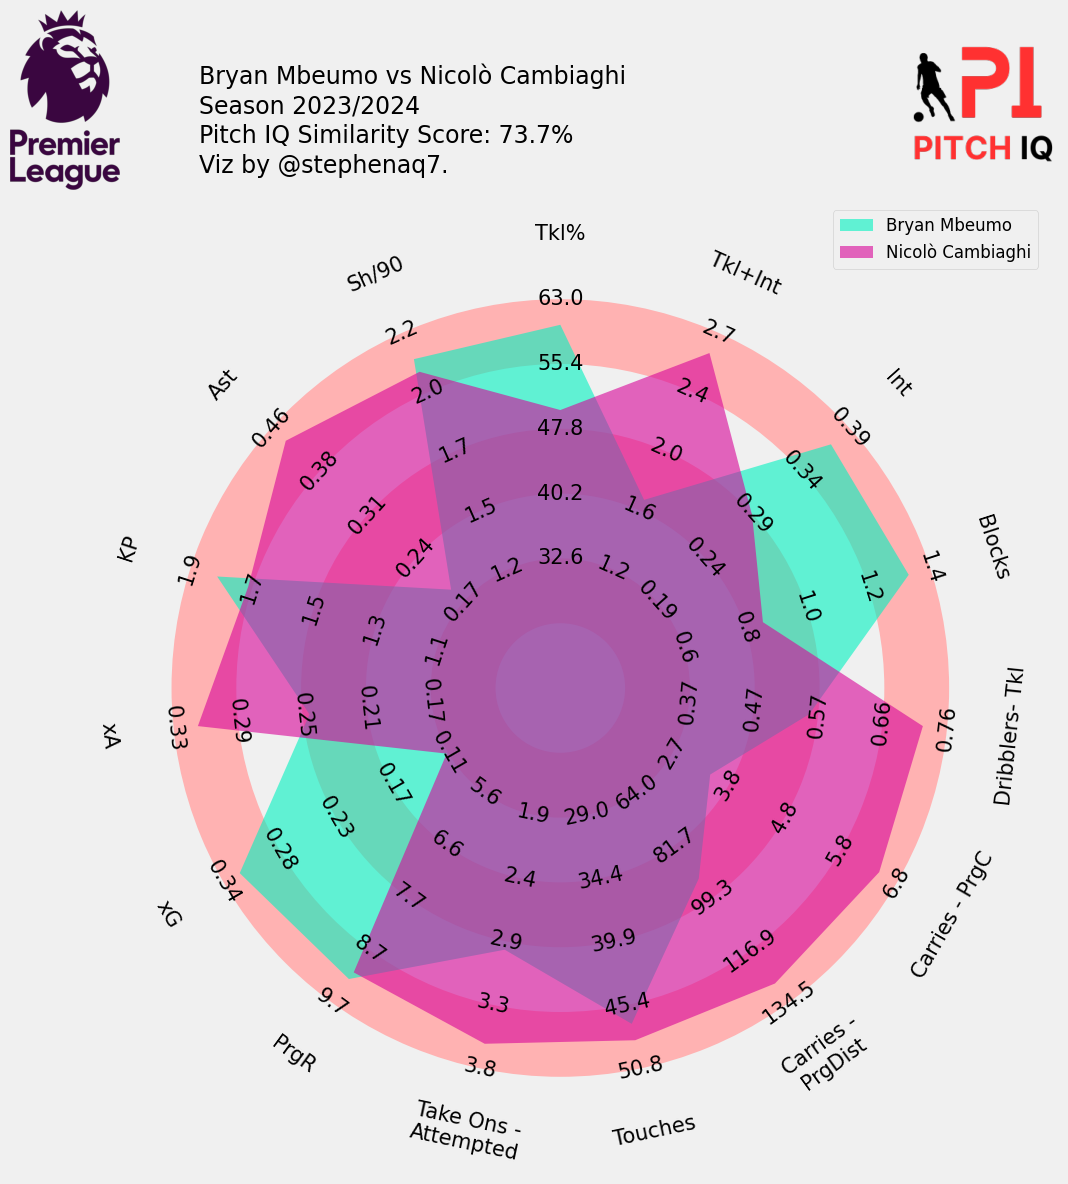 Premier
League
Bryan Mbeumo vs Nicolò Cambiaghi
Season 2023/2024
Pitch IQ Similarity Score: 73.7%
Viz by @stephenaq7.
PI
PITCH IQ
Bryan Mbeumo
Nicolò Cambiaghi
Tkl%
63.0
55.4
47.8
40.2
32.6
Tkl+Int
2.7
2.4
2.0
1.6
1.2
Int
0.39
0.34
0.29
0.24
0.19
Blocks
1.4
1.2
1.0
0.8
0.6
Dribblers- Tkl
0.76
0.66
0.57
0.47
0.37
Carries - PrgC
6.8
5.8
4.8
3.8
2.7
Carries -
PrgDist
134.5
116.9
99.3
81.7
64.0
Touches
50.8
45.4
39.9
34.4
29.0
Take Ons -
Attempted
3.8
3.3
2.9
2.4
1.9
PrgR
9.7
8.7
7.7
6.6
5.6
xG
0.34
0.28
0.23
0.17
0.11
xA
0.33
0.29
0.25
0.21
0.17
KP
1.9
1.7
1.5
1.3
1.1
Ast
0.46
0.38
0.31
0.24
0.17
Sh/90
2.2
2.0
1.7
1.5
1.2